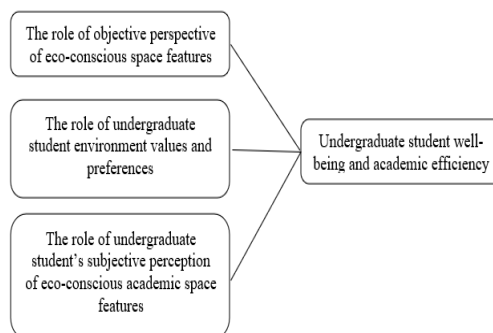 The role of objective perspective
of eco-conscious space features
The role of undergraduate
student environment values and
preferences
Undergraduate student well-
being and academic efficiency
The role of undergraduate
student's subjective perception
of eco-conscious academic space
features